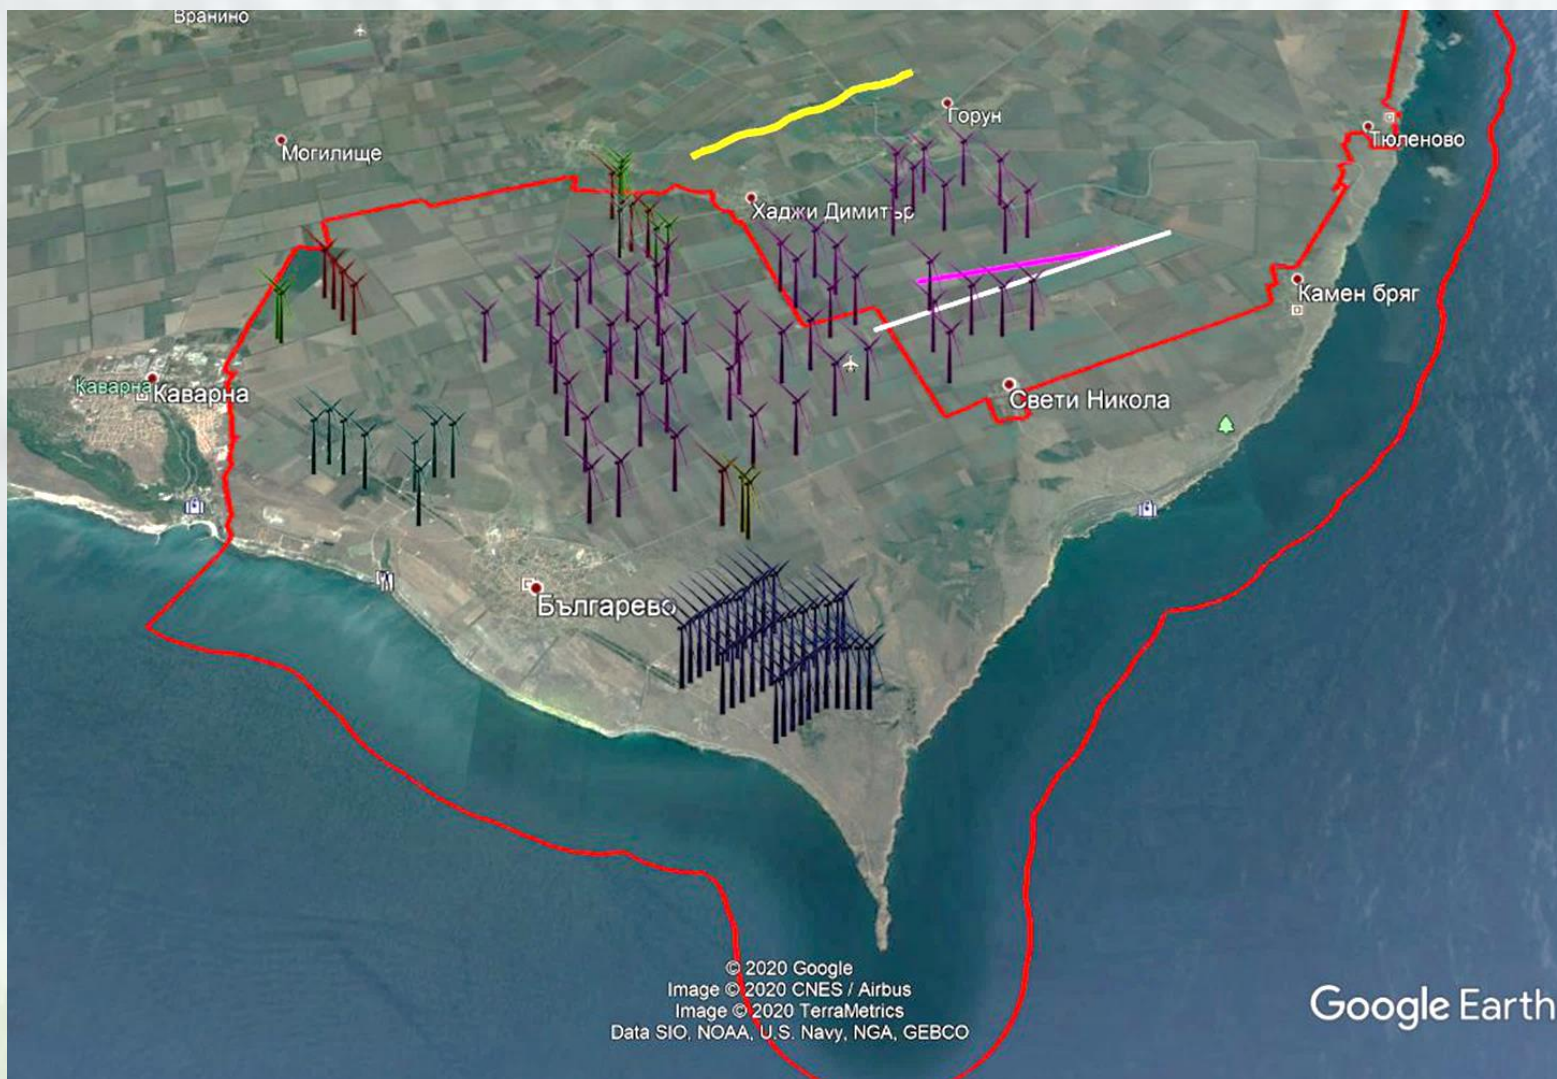 Вранино
Горун
Могилище
Тюленово
Хаджи Димитър
Камен бряг
Каварна
Каварна
Свети Никола
Българево
© 2020 Google
Image © 2020 CNES / Airbus
Image © 2020 TerraMetrics
Data SIO, NOAA, U.S. Navy, NGA, GEBCO
Google Earth